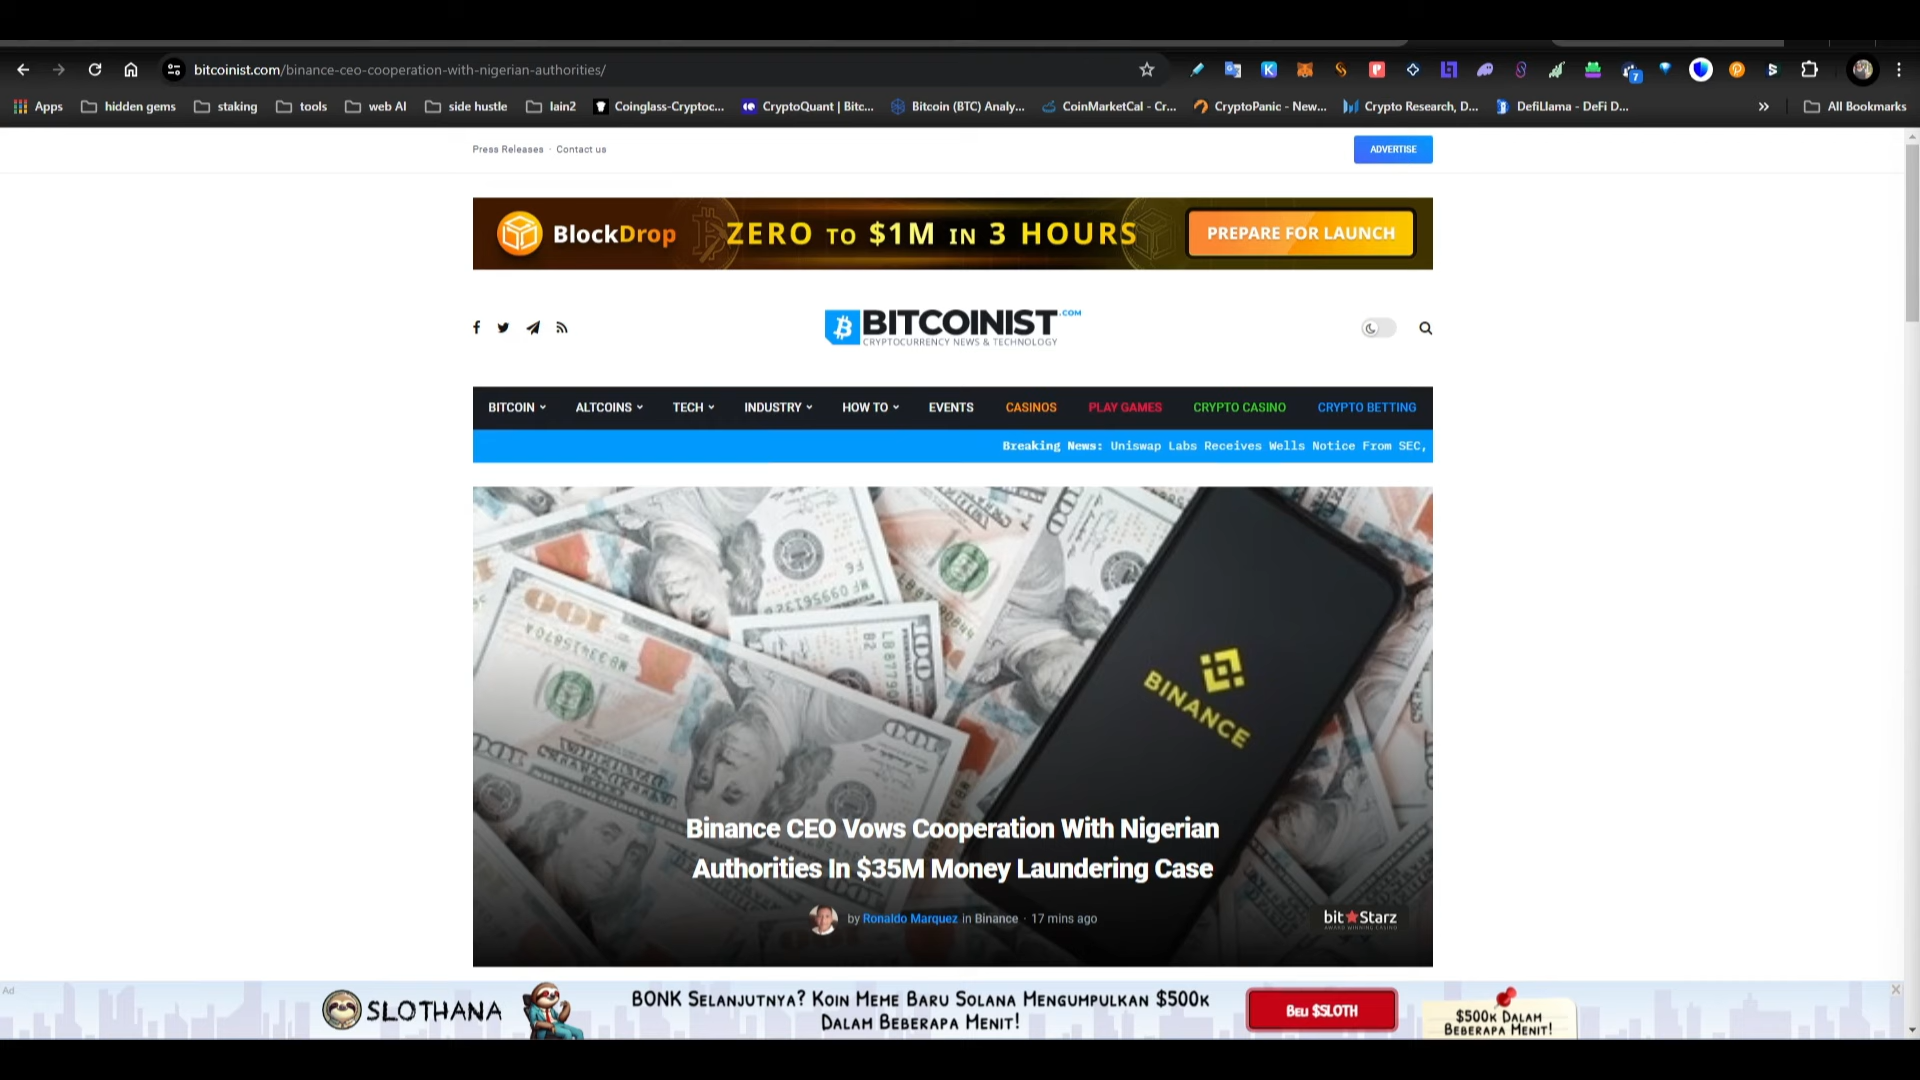 bitcoinist.com/binance-ceo-cooperation-with-nigerian-authorities/
7
Apps hidden gems staking tools web AI side hustle lain2 Coinglass-Cryptoc... CryptoQuant | Bitc... Bitcoin (BTC) Analy... CoinMarketCal - Cr... CryptoPanic - New... Crypto Research, D... DefiLlama - DeFi D... » All Bookmarks
Press Releases · Contact us
ADVERTISE
BlockDrop ZERO TO $1M IN 3 HOURS PREPARE FOR LAUNCH
BITCOINIST.COM
CRYPTOCURRENCY NEWS & TECHNOLOGY
BITCOIN ALTCOINS TECH INDUSTRY HOW TO EVENTS CASINOS PLAY GAMES CRYPTO CASINO CRYPTO BETTING
Breaking News: Uniswap Labs Receives Wells Notice From SEC,
BINANCE
Binance CEO Vows Cooperation With Nigerian
Authorities In $35M Money Laundering Case
by Ronaldo Marquez in Binance · 17 mins ago
bitStarz
AWARD WINNING CASINO
Ad
SLOTHANA
BONK SELANJUTNYA? KOIN MEME BARU SOLANA MENGUMPULKAN $500K
DALAM BEBERAPA MENIT!
BELI $SLOTH
$500K DALAM
BEBERAPA MENIT!